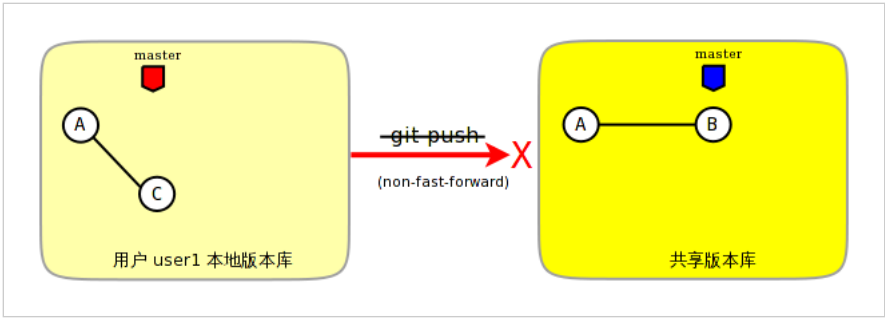 master
A
C
用户 user1 本地版本库
git push
X
(non-fast-forward)
master
A
B
共享版本库